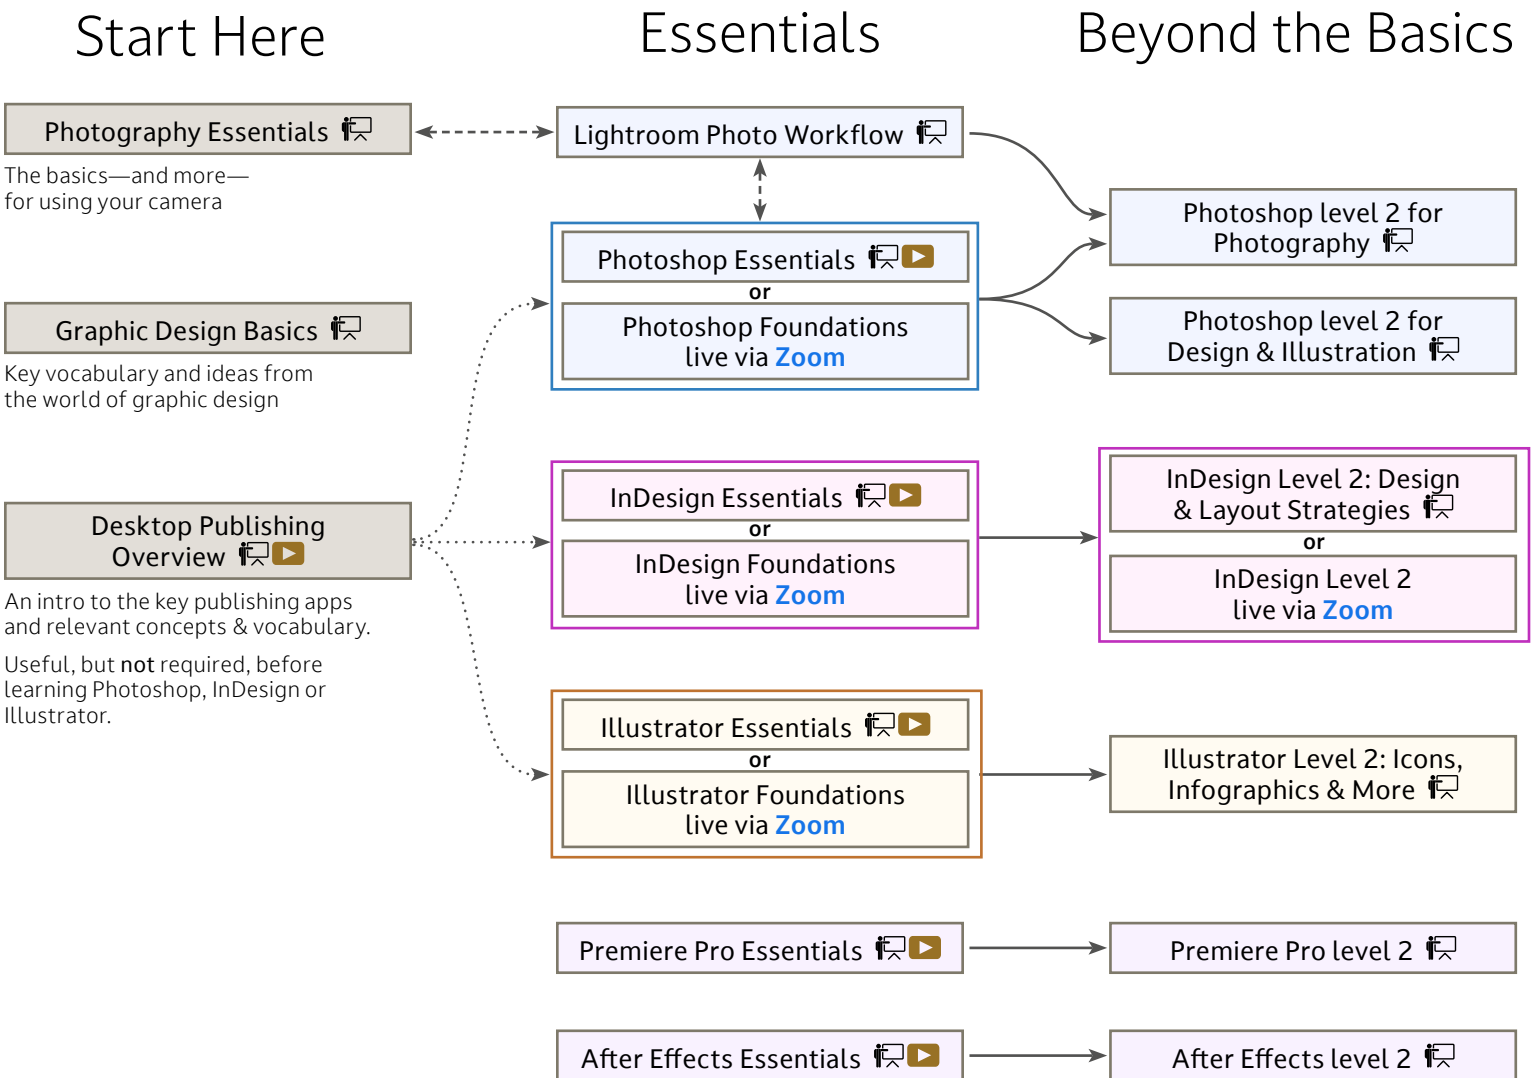 Start Here
Essentials
Beyond the Basics
Photography Essentials
The basics—and more—
for using your camera
Graphic Design Basics
Key vocabulary and ideas from
the world of graphic design
Desktop Publishing
Overview
An intro to the key publishing apps
and relevant concepts & vocabulary.
Useful, but not required, before
learning Photoshop, InDesign or
Illustrator.
Lightroom Photo Workflow
Photoshop Essentials
or
Photoshop Foundations
live via Zoom
InDesign Essentials
or
InDesign Foundations
live via Zoom
Illustrator Essentials
or
Illustrator Foundations
live via Zoom
Premiere Pro Essentials
After Effects Essentials
Photoshop level 2 for
Photography
Photoshop level 2 for
Design & Illustration
InDesign Level 2: Design
& Layout Strategies
or
InDesign Level 2
live via Zoom
Illustrator Level 2: Icons,
Infographics & More
Premiere Pro level 2
After Effects level 2